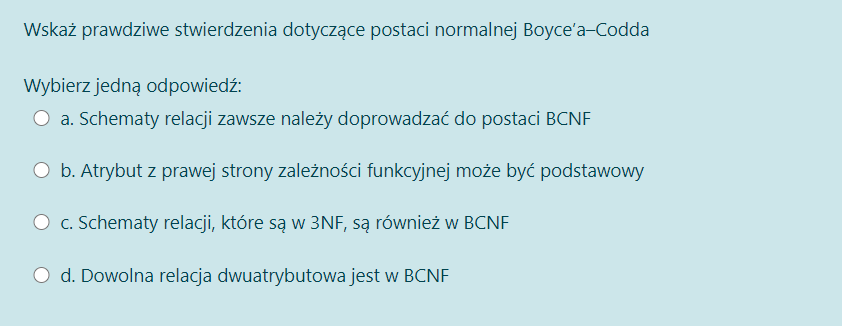 Wskaż prawdziwe stwierdzenia dotyczące postaci normalnej Boyce’a–Codda
Wybierz jedną odpowiedź:
a. Schematy relacji zawsze należy doprowadzać do postaci BCNF
b. Atrybut z prawej strony zależności funkcyjnej może być podstawowy
c. Schematy relacji, które są w 3NF, są również w BCNF
d. Dowolna relacja dwuatrybutowa jest w BCNF